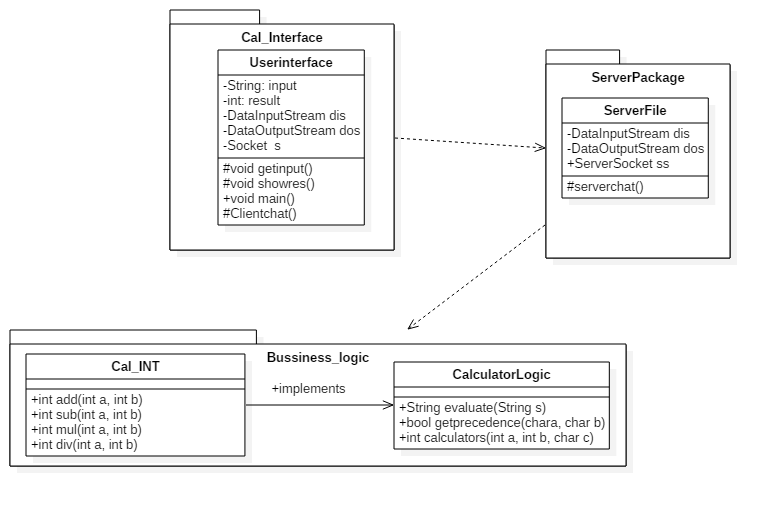 Cal_Interface
Userinterface
-String: input
-int: result
-DataInputStream dis
-DataOutputStream dos
-Socket  s
#void getinput()
#void showres()
+void main()
#Clientchat()
ServerPackage
ServerFile
-DataInputStream dis
-DataOutputStream dos
+ServerSocket ss
#serverchat()
Bussiness_logic
Cal_INT
+int add(int a, int b)
+int sub(int a, int b)
+int mul(int a, int b)
+int div(int a, int b)
+implements
CalculatorLogic
+String evaluate(String s)
+bool getprecedence(chara, char b)
+int calculators(int a, int b, char c)